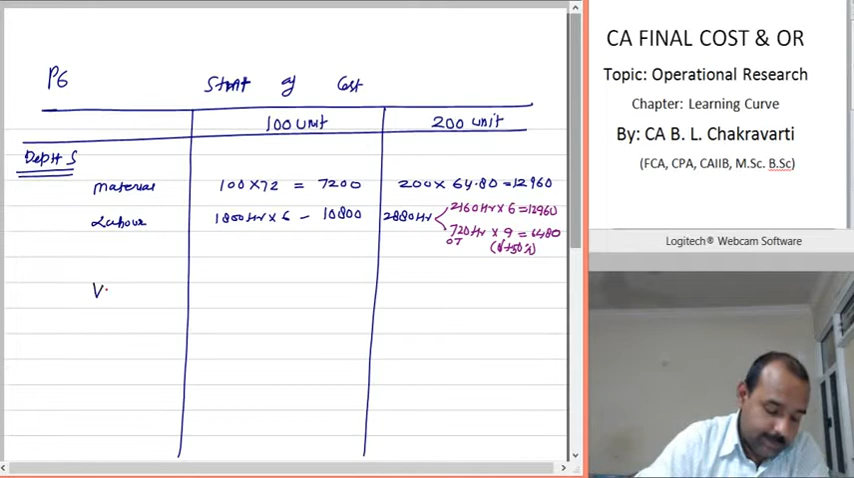 P6
Stmt of Cost
100 Unit 200 Unit
Deptt S
Material 100 X 72 = 7200 200 X 64.80 = 12960
Labour 1800 Hr X 6 - 10800 2880 Hr 2160 Hr X 6 = 12960
720 Hr X 9 = 6480
OT (6+50%)
V
CA FINAL COST & OR
Topic: Operational Research
Chapter: Learning Curve
By: CA B. L. Chakravarti
(FCA, CPA, CAIIB, M.Sc. B.Sc)
Logitech® Webcam Software